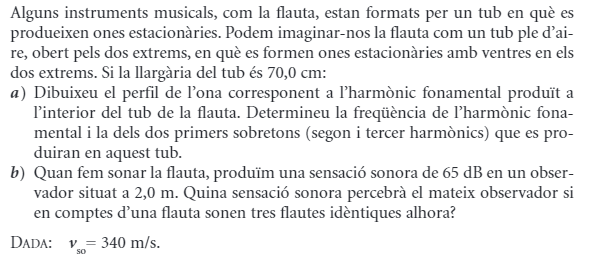 Alguns instruments musicals, com la flauta, estan formats per un tub en què es
produeixen ones estacionàries. Podem imaginar-nos la flauta com un tub ple d'ai-
re, obert pels dos extrems, en què es formen ones estacionàries amb ventres en els
dos extrems. Si la llargària del tub és 70,0 cm:
a) Dibuixeu el perfil de l'ona corresponent a l'harmònic fonamental produït a
l'interior del tub de la flauta. Determineu la freqüència de l'harmònic fona-
mental i la dels dos primers sobretons (segon i tercer harmònics) que es pro-
duiran en aquest tub.
b) Quan fem sonar la flauta, produïm una sensació sonora de 65 dB en un obser-
vador situat a 2,0 m. Quina sensació sonora percebrà el mateix observador si
en comptes d'una flauta sonen tres flautes idèntiques alhora?
DADA: v_so = 340 m/s.